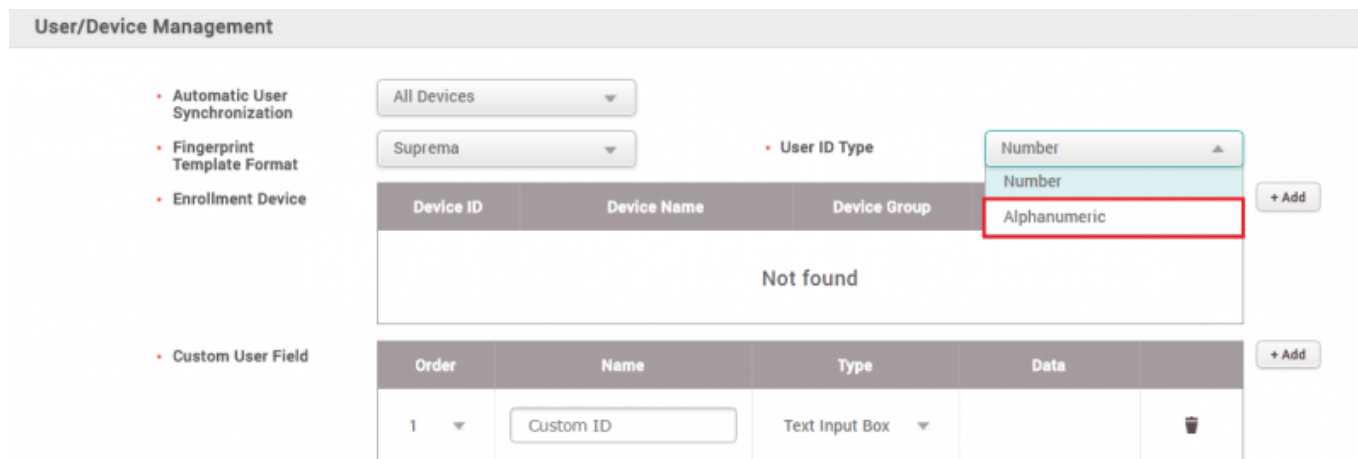 User/Device Management
• Automatic User
Synchronization
All Devices
• Fingerprint
Template Format
Suprema
• User ID Type
Number
Number
Alphanumeric
• Enrollment Device
Device ID
Device Name
Device Group
+ Add
Not found
• Custom User Field
Order
Name
Type
Data
+ Add
1
Custom ID
Text Input Box